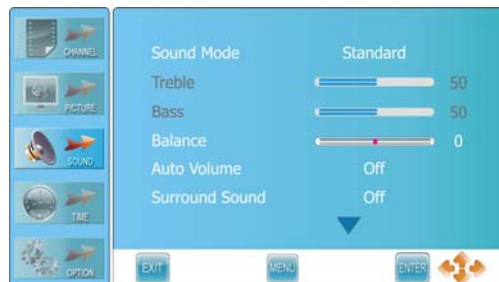 CHANNEL
PICTURE
SOUND
TIME
OPTION
Sound Mode Standard
Treble 50
Bass 50
Balance 0
Auto Volume Off
Surround Sound Off
EXIT MENU ENTER